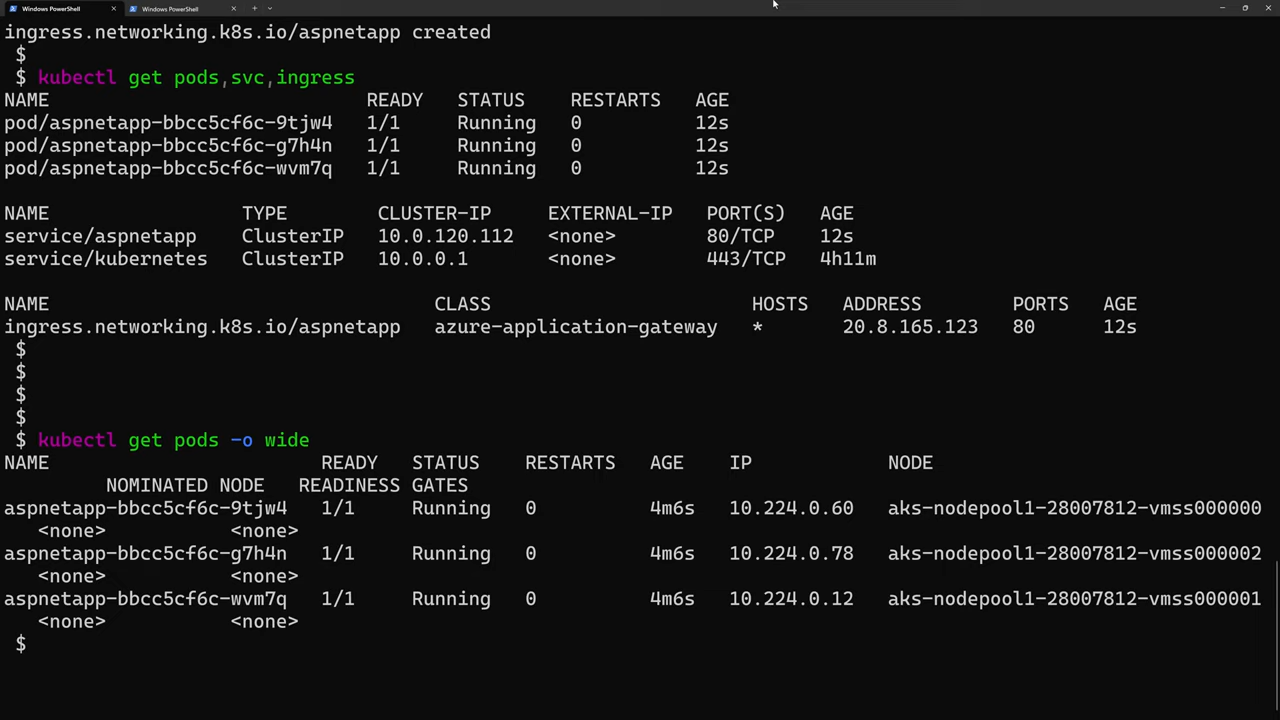 Windows PowerShell
Windows PowerShell
ingress.networking.k8s.io/aspnetapp created
$
$ kubectl get pods,svc,ingress
NAME READY STATUS RESTARTS AGE
pod/aspnetapp-bbcc5cf6c-9tjw4 1/1 Running 0 12s
pod/aspnetapp-bbcc5cf6c-g7h4n 1/1 Running 0 12s
pod/aspnetapp-bbcc5cf6c-wvm7q 1/1 Running 0 12s
NAME TYPE CLUSTER-IP EXTERNAL-IP PORT(S) AGE
service/aspnetapp ClusterIP 10.0.120.112 <none> 80/TCP 12s
service/kubernetes ClusterIP 10.0.0.1 <none> 443/TCP 4h11m
NAME CLASS HOSTS ADDRESS PORTS AGE
ingress.networking.k8s.io/aspnetapp azure-application-gateway * 20.8.165.123 80 12s
$
$
$
$
$ kubectl get pods -o wide
NAME READY STATUS RESTARTS AGE IP NODE
NOMINATED NODE READINESS GATES
aspnetapp-bbcc5cf6c-9tjw4 1/1 Running 0 4m6s 10.224.0.60 aks-nodepool1-28007812-vmss000000
<none> <none>
aspnetapp-bbcc5cf6c-g7h4n 1/1 Running 0 4m6s 10.224.0.78 aks-nodepool1-28007812-vmss000002
<none> <none>
aspnetapp-bbcc5cf6c-wvm7q 1/1 Running 0 4m6s 10.224.0.12 aks-nodepool1-28007812-vmss000001
<none> <none>
$